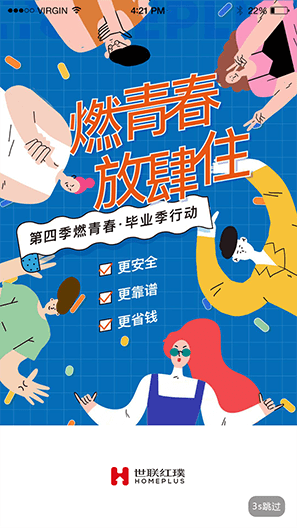 VIRGIN 4:21 PM 22%
燃青春
放肆住
第四季燃青春·毕业季行动
更安全
更靠谱
更省钱
世联红璞
HOMEPLUS
3s跳过